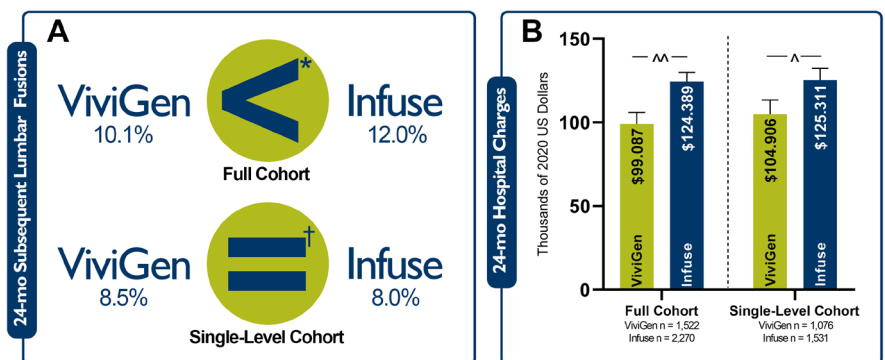 24-mo Subsequent Lumbar Fusions
A
ViviGen
10.1%
<*
Infuse
12.0%
Full Cohort
ViviGen
8.5%
=†
Infuse
8.0%
Single-Level Cohort
24-mo Hospital Charges
B
Thousands of 2020 US Dollars
150
100
50
0
^^
^
$99.087
ViviGen
$124.389
Infuse
$104.906
ViviGen
$125.311
Infuse
Full Cohort
ViviGen n = 1,522
Infuse n = 2,270
Single-Level Cohort
ViviGen n = 1,076
Infuse n = 1,531